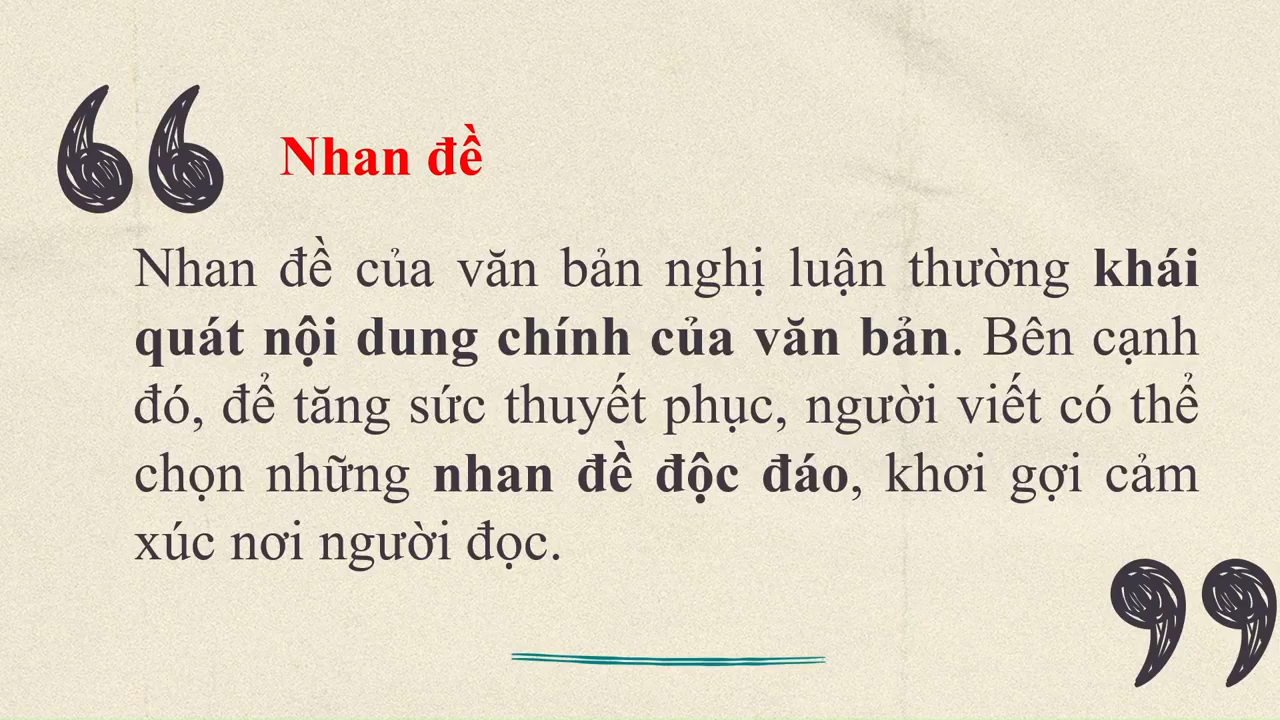 Nhan đề
Nhan đề của văn bản nghị luận thường khái
quát nội dung chính của văn bản. Bên cạnh
đó, để tăng sức thuyết phục, người viết có thể
chọn những nhan đề độc đáo, khơi gợi cảm
xúc nơi người đọc.